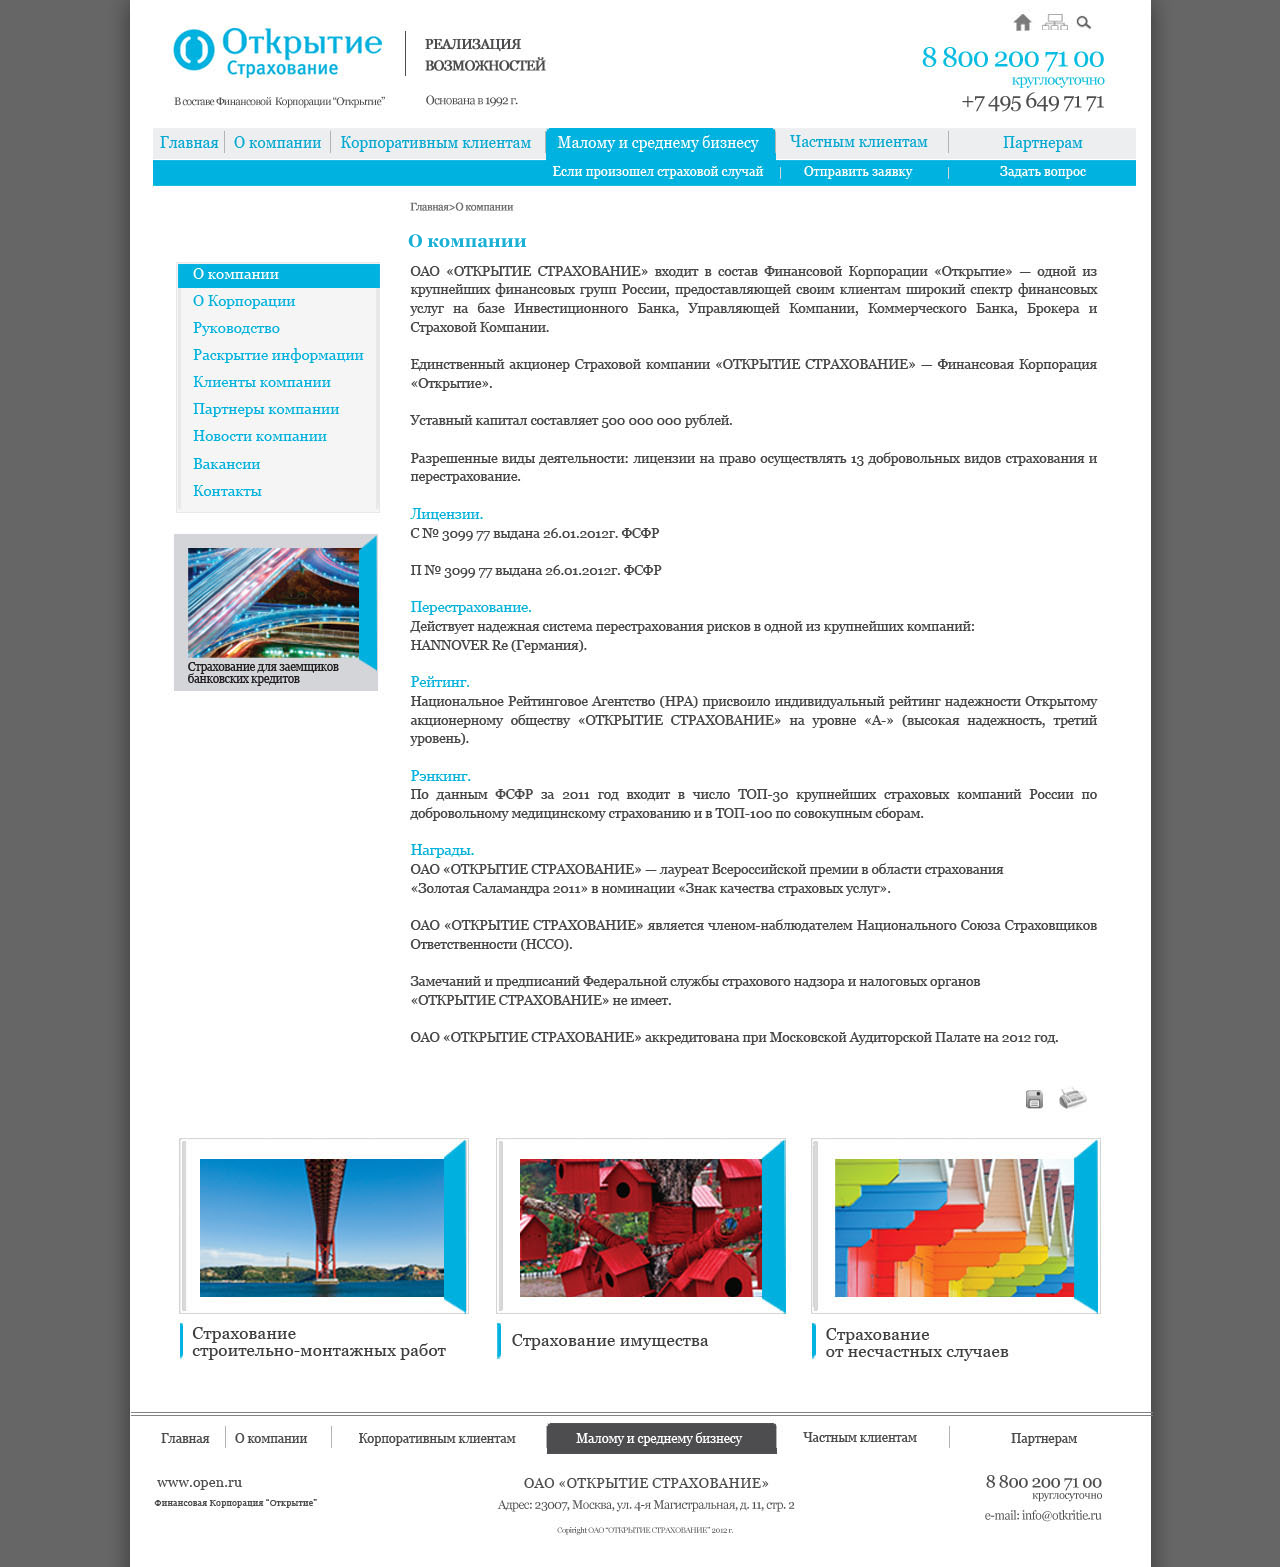 Открытие
Страхование
РЕАЛИЗАЦИЯ
ВОЗМОЖНОСТЕЙ
В составе Финансовой Корпорации "Открытие"
Основана в 1992 г.
8 800 200 71 00
круглосуточно
+7 495 649 71 71
Главная О компании Корпоративным клиентам Малому и среднему бизнесу Частным клиентам Партнерам
Если произошел страховой случай Отправить заявку Задать вопрос
Главная>О компании
О компании
О компании
О Корпорации
Руководство
Раскрытие информации
Клиенты компании
Партнеры компании
Новости компании
Вакансии
Контакты
Страхование для заемщиков
банковских кредитов
ОАО «ОТКРЫТИЕ СТРАХОВАНИЕ» входит в состав Финансовой Корпорации «Открытие» — одной из
крупнейших финансовых групп России, предоставляющей своим клиентам широкий спектр финансовых
услуг на базе Инвестиционного Банка, Управляющей Компании, Коммерческого Банка, Брокера и
Страховой Компании.
Единственный акционер Страховой компании «ОТКРЫТИЕ СТРАХОВАНИЕ» — Финансовая Корпорация
«Открытие».
Уставный капитал составляет 500 000 000 рублей.
Разрешенные виды деятельности: лицензии на право осуществлять 13 добровольных видов страхования и
перестрахование.
Лицензии.
С № 3099 77 выдана 26.01.2012г. ФСФР
П № 3099 77 выдана 26.01.2012г. ФСФР
Перестрахование.
Действует надежная система перестрахования рисков в одной из крупнейших компаний:
HANNOVER Re (Германия).
Рейтинг.
Национальное Рейтинговое Агентство (НРА) присвоило индивидуальный рейтинг надежности Открытому
акционерному обществу «ОТКРЫТИЕ СТРАХОВАНИЕ» на уровне «А-» (высокая надежность, третий
уровень).
Рэнкинг.
По данным ФСФР за 2011 год входит в число ТОП-30 крупнейших страховых компаний России по
добровольному медицинскому страхованию и в ТОП-100 по совокупным сборам.
Награды.
ОАО «ОТКРЫТИЕ СТРАХОВАНИЕ» — лауреат Всероссийской премии в области страхования
«Золотая Саламандра 2011» в номинации «Знак качества страховых услуг».
ОАО «ОТКРЫТИЕ СТРАХОВАНИЕ» является членом-наблюдателем Национального Союза Страховщиков
Ответственности (НССО).
Замечаний и предписаний Федеральной службы страхового надзора и налоговых органов
«ОТКРЫТИЕ СТРАХОВАНИЕ» не имеет.
ОАО «ОТКРЫТИЕ СТРАХОВАНИЕ» аккредитована при Московской Аудиторской Палате на 2012 год.
Страхование
строительно-монтажных работ
Страхование имущества
Страхование
от несчастных случаев
Главная О компании Корпоративным клиентам Малому и среднему бизнесу Частным клиентам Партнерам
www.open.ru
Финансовая Корпорация "Открытие"
ОАО «ОТКРЫТИЕ СТРАХОВАНИЕ»
Адрес: 23007, Москва, ул. 4-я Магистральная, д. 11, стр. 2
Copiright ОАО "ОТКРЫТИЕ СТРАХОВАНИЕ" 2012 г.
8 800 200 71 00
круглосуточно
e-mail: info@otkritie.ru